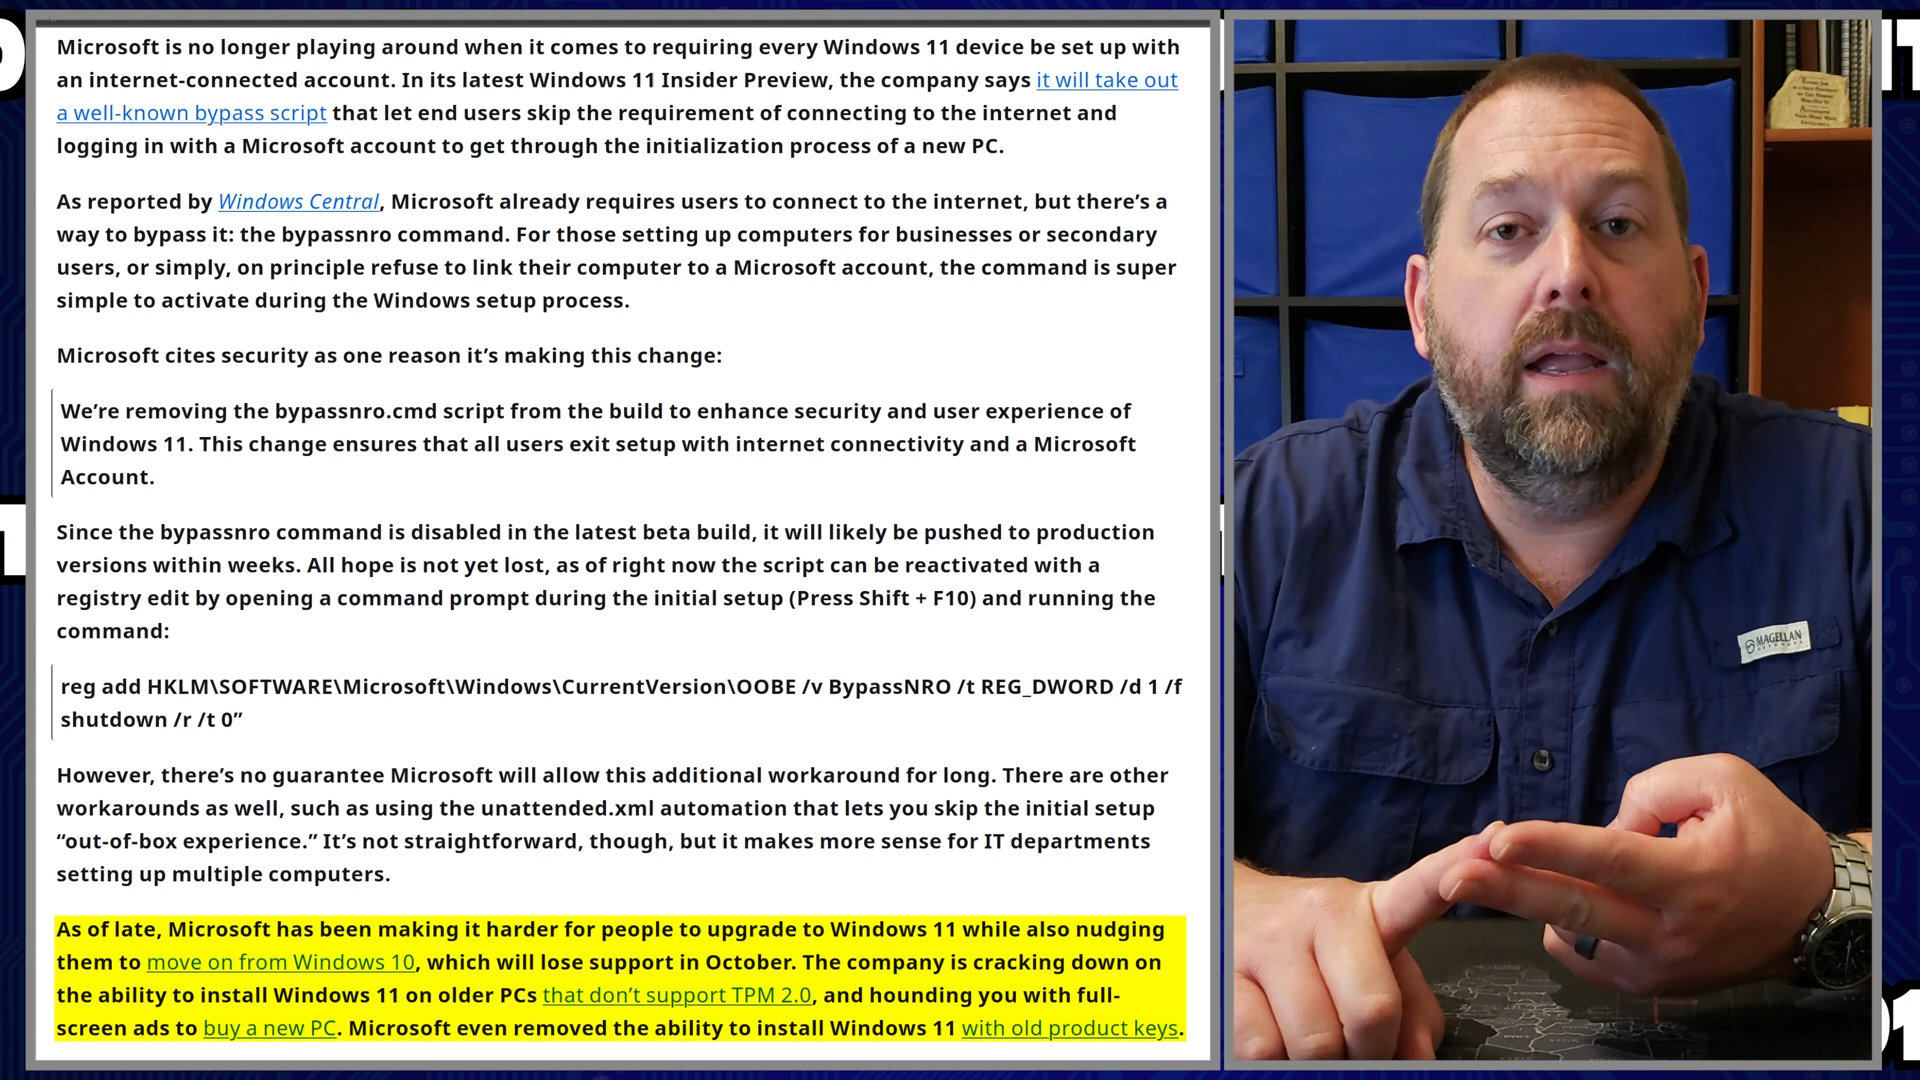 Microsoft is no longer playing around when it comes to requiring every Windows 11 device be set up with
an internet-connected account. In its latest Windows 11 Insider Preview, the company says it will take out
a well-known bypass script that let end users skip the requirement of connecting to the internet and
logging in with a Microsoft account to get through the initialization process of a new PC.
As reported by Windows Central, Microsoft already requires users to connect to the internet, but there’s a
way to bypass it: the bypassnro command. For those setting up computers for businesses or secondary
users, or simply, on principle refuse to link their computer to a Microsoft account, the command is super
simple to activate during the Windows setup process.
Microsoft cites security as one reason it’s making this change:
We’re removing the bypassnro.cmd script from the build to enhance security and user experience of
Windows 11. This change ensures that all users exit setup with internet connectivity and a Microsoft
Account.
Since the bypassnro command is disabled in the latest beta build, it will likely be pushed to production
versions within weeks. All hope is not yet lost, as of right now the script can be reactivated with a
registry edit by opening a command prompt during the initial setup (Press Shift + F10) and running the
command:
reg add HKLM\SOFTWARE\Microsoft\Windows\CurrentVersion\OOBE /v BypassNRO /t REG_DWORD /d 1 /f
shutdown /r /t 0”
However, there’s no guarantee Microsoft will allow this additional workaround for long. There are other
workarounds as well, such as using the unattended.xml automation that lets you skip the initial setup
“out-of-box experience.” It’s not straightforward, though, but it makes more sense for IT departments
setting up multiple computers.
As of late, Microsoft has been making it harder for people to upgrade to Windows 11 while also nudging
them to move on from Windows 10, which will lose support in October. The company is cracking down on
the ability to install Windows 11 on older PCs that don’t support TPM 2.0, and hounding you with full-
screen ads to buy a new PC. Microsoft even removed the ability to install Windows 11 with old product keys.
MAGELLAN